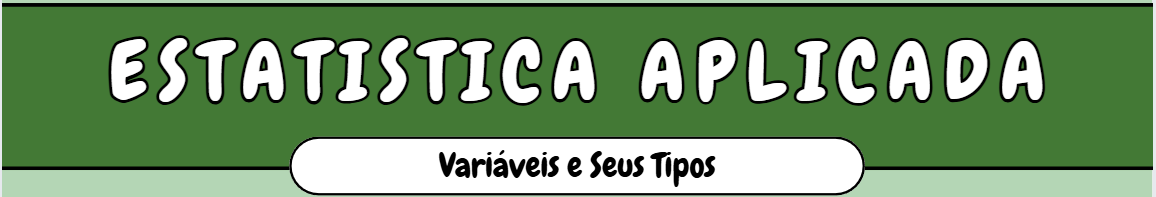 ESTATISTICA APLICADA
Variáveis e Seus Tipos